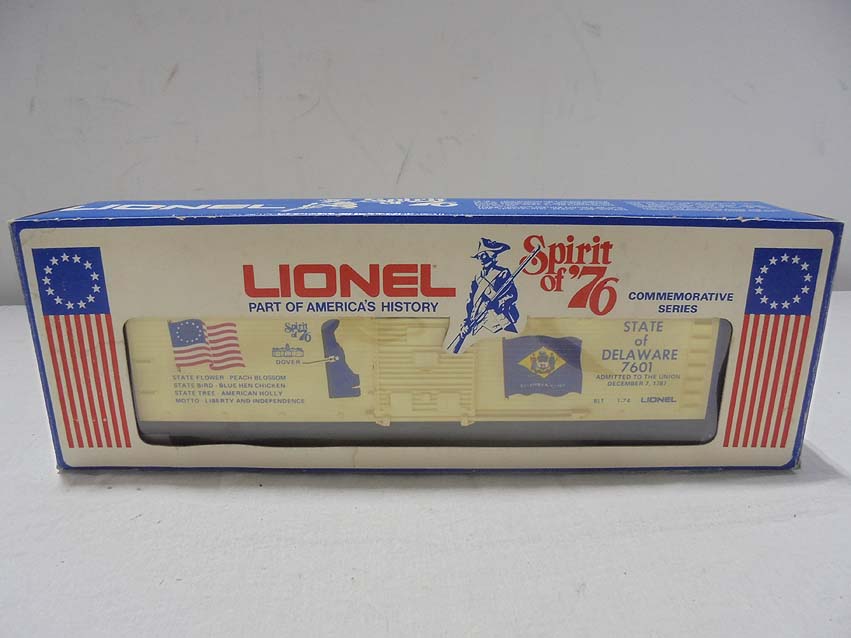 LIONEL
LIONEL
PART OF AMERICA'S HISTORY
Spirit
of '76
COMMEMORATIVE
SERIES
Spirit
of '76
DOVER
STATE FLOWER - PEACH BLOSSOM
STATE BIRD - BLUE HEN CHICKEN
STATE TREE - AMERICAN HOLLY
MOTTO - LIBERTY AND INDEPENDENCE
STATE
of
DELAWARE
7601
ADMITTED TO THE UNION
DECEMBER 7, 1787
BLT 1-74 LIONEL